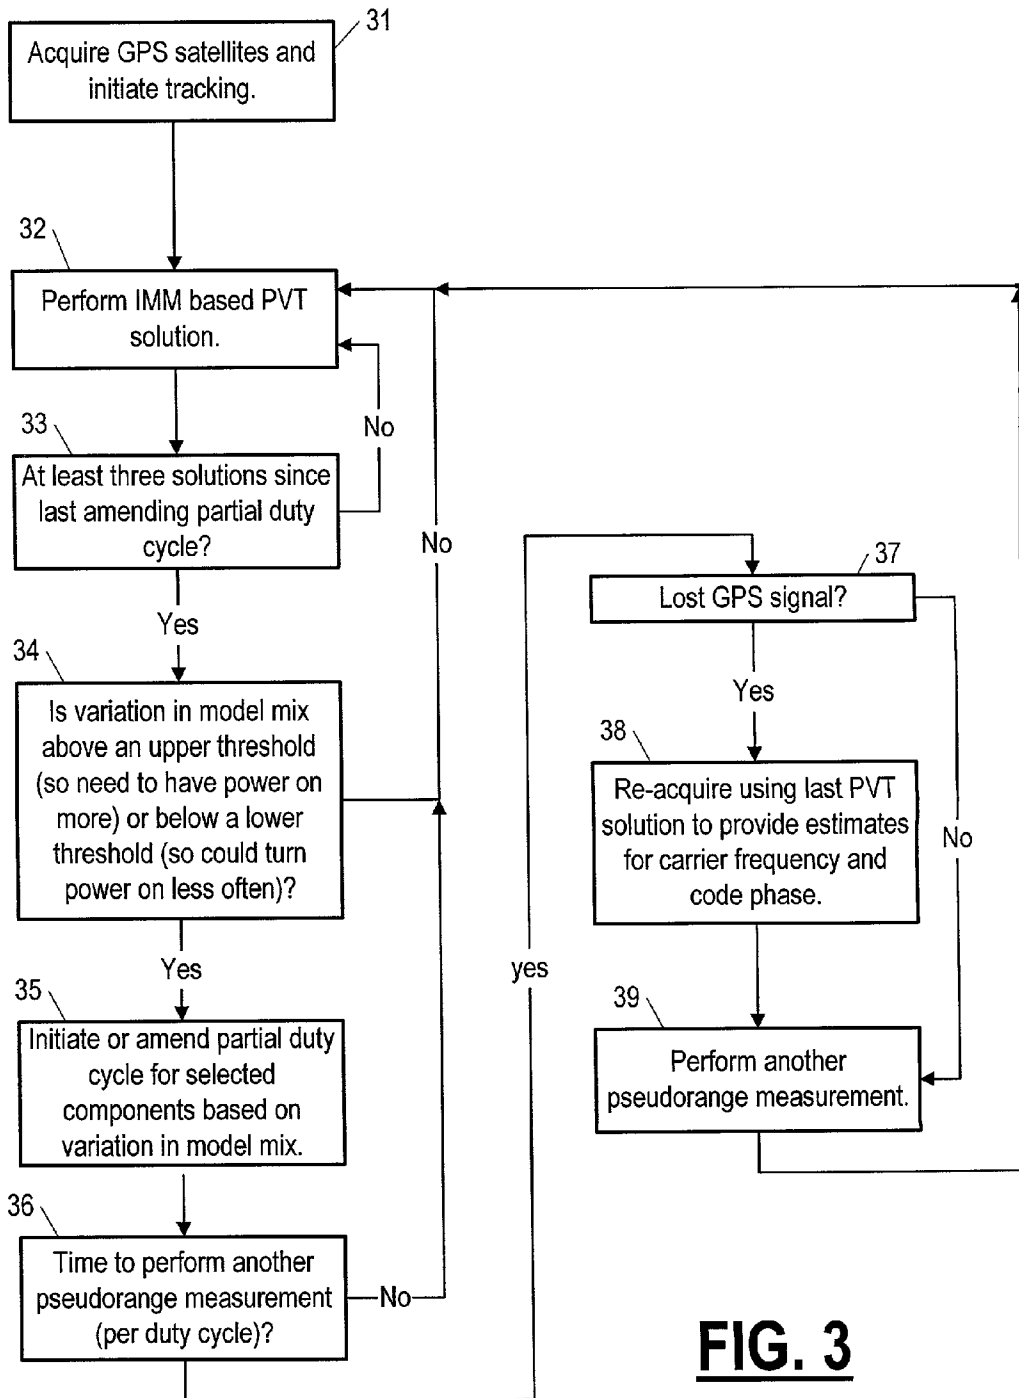 31
Acquire GPS satellites and
initiate tracking.
32
Perform IMM based PVT
solution.
No
33
At least three solutions since
last amending partial duty
cycle?
No
Yes
34
Is variation in model mix
above an upper threshold
(so need to have power on
more) or below a lower
threshold (so could turn
power on less often)?
Yes
35
Initiate or amend partial duty
cycle for selected
components based on
variation in model mix.
36
Time to perform another
pseudorange measurement
(per duty cycle)?
No
yes
37
Lost GPS signal?
Yes
No
38
Re-acquire using last PVT
solution to provide estimates
for carrier frequency and
code phase.
39
Perform another
pseudorange measurement.
FIG. 3